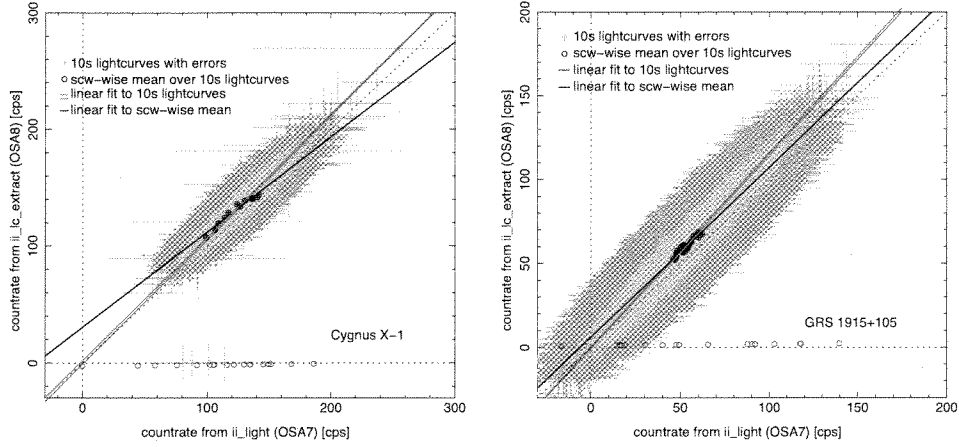 300
200
100
0
countrate from ii_lc_extract (OSA8) [cps]
10s lightcurves with errors
scw-wise mean over 10s lightcurves
linear fit to 10s lightcurves
linear fit to scw-wise mean
Cygnus X-1
0 100 200 300
countrate from ii_light (OSA7) [cps]
200
150
100
50
0
countrate from ii_lc_extract (OSA8) [cps]
10s lightcurves with errors
scw-wise mean over 10s lightcurves
linear fit to 10s lightcurves
linear fit to scw-wise mean
GRS 1915+105
0 50 100 150 200
countrate from ii_light (OSA7) [cps]